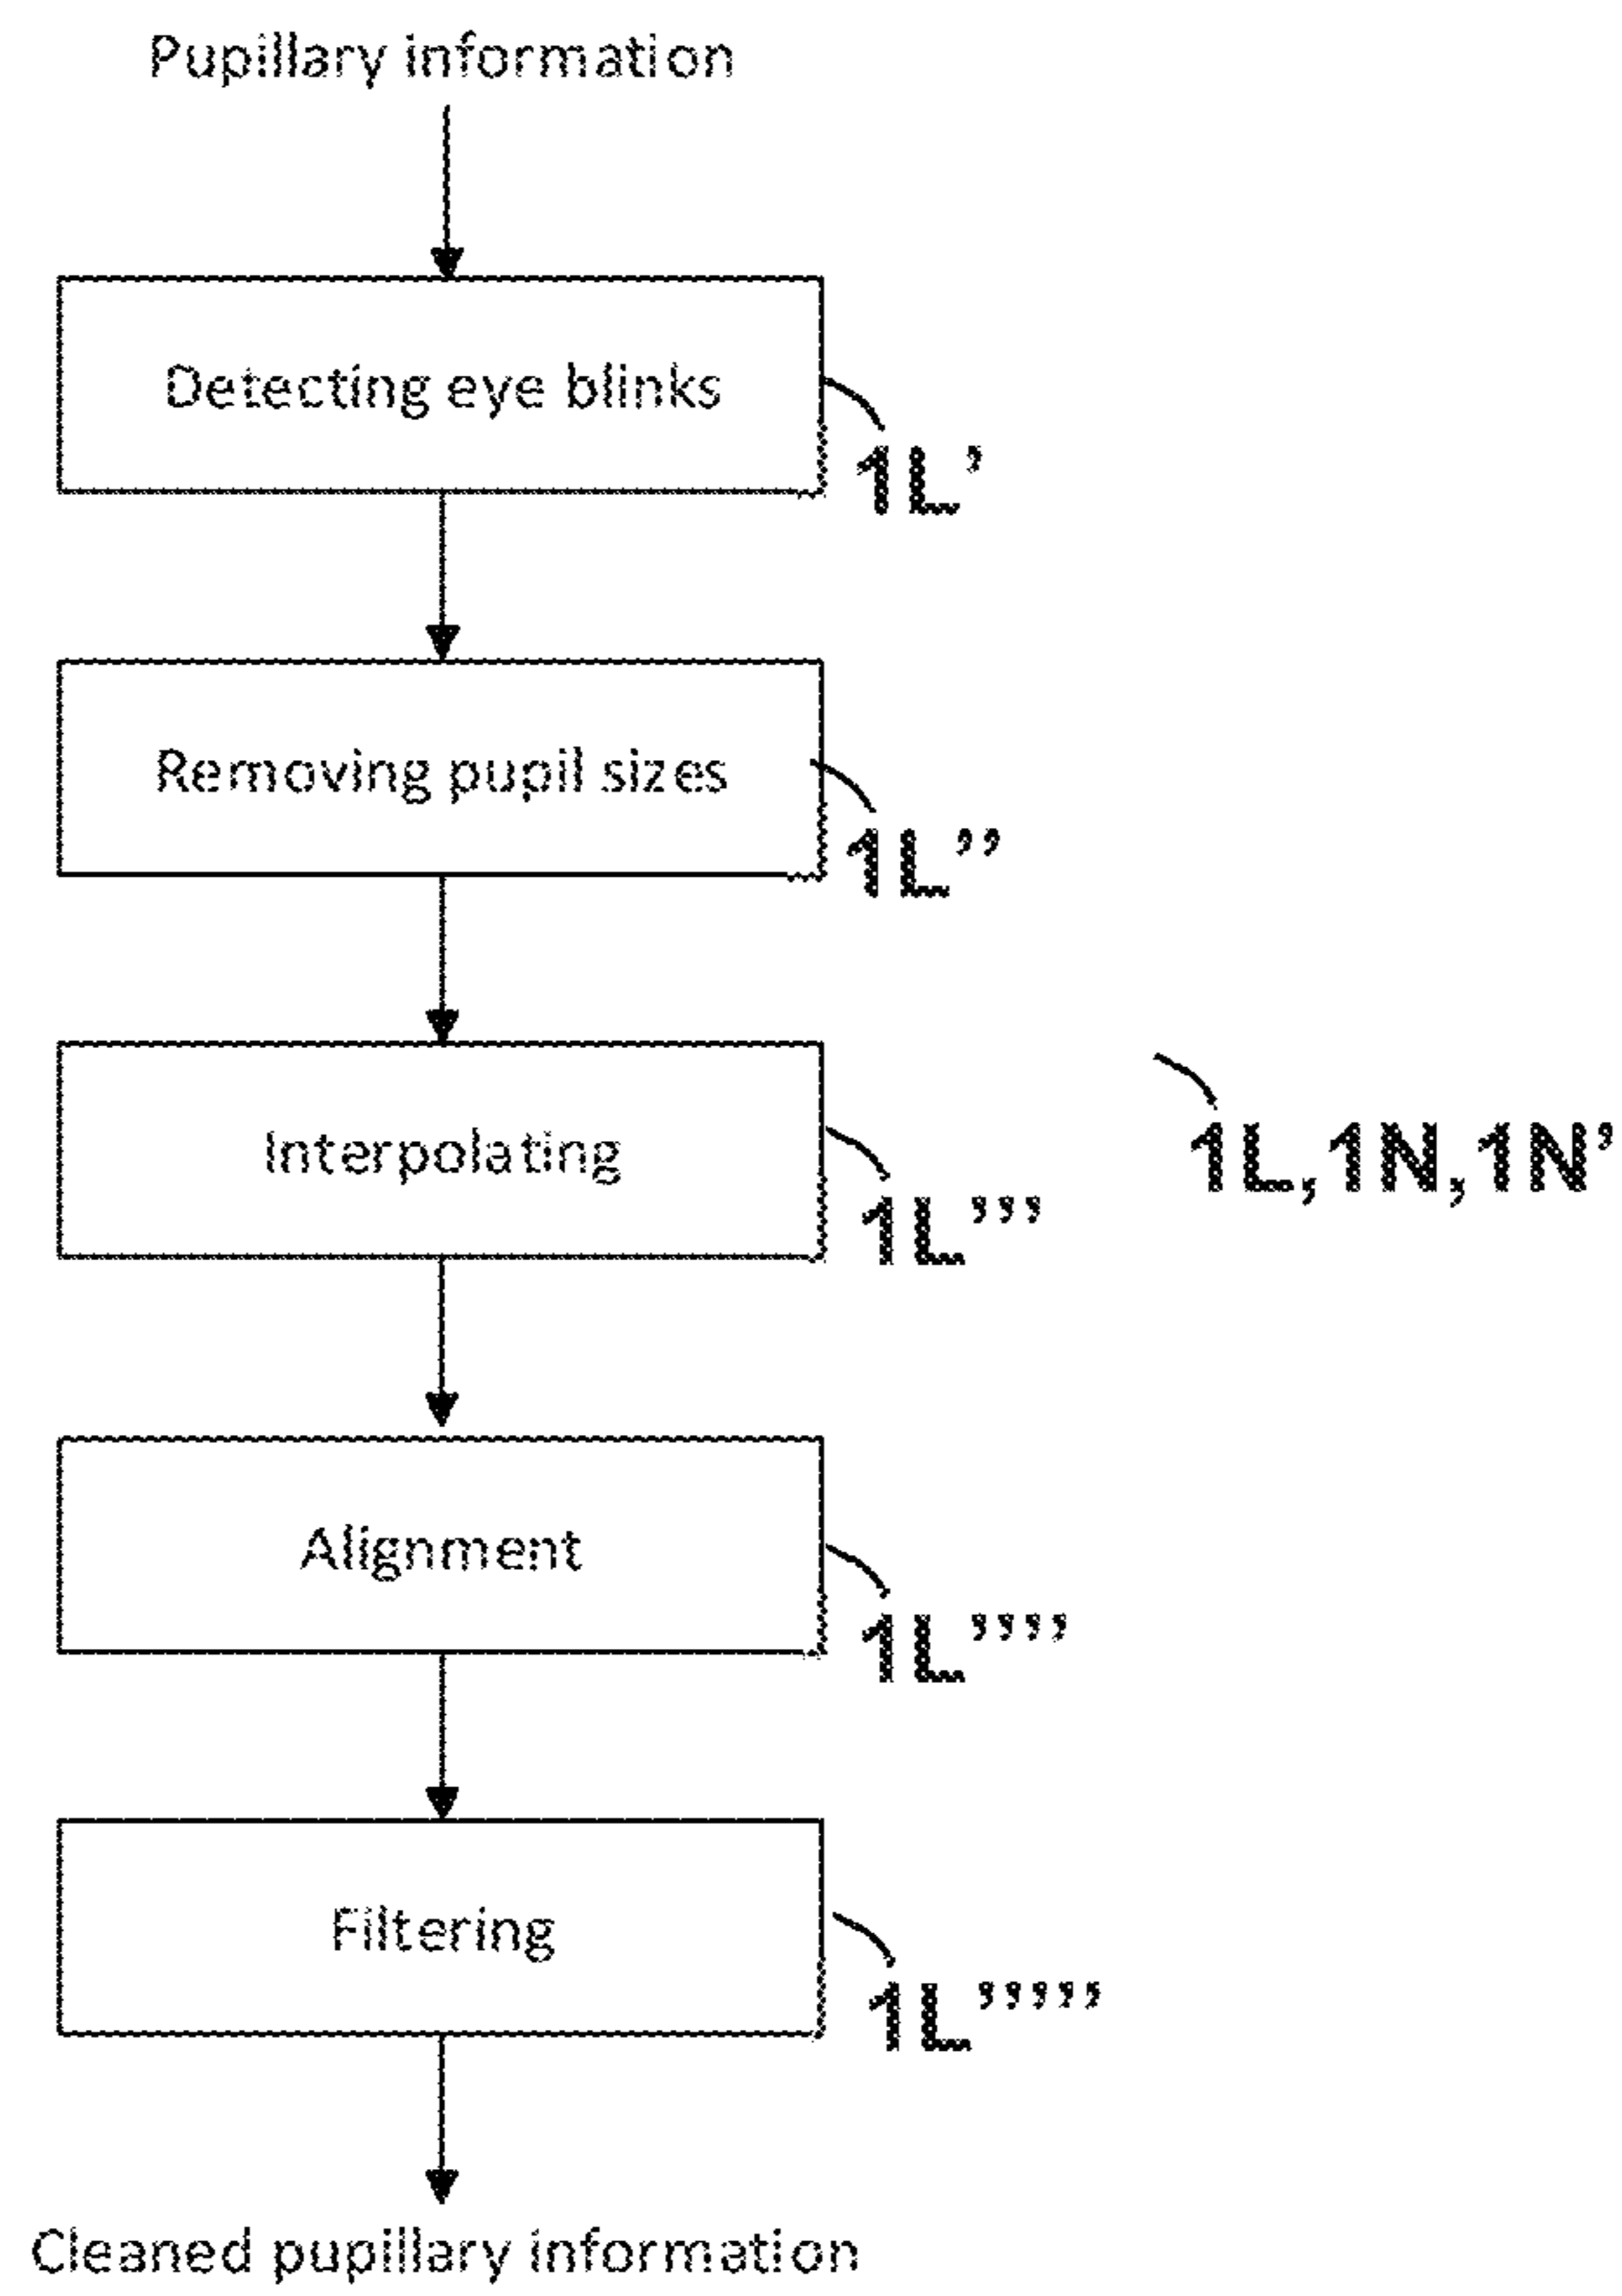 Pupillary information
Detecting eye blinks
1L’
Removing pupil sizes
1L’’
Interpolating
1L’’’
1L,1N,1N’
Alignment
1L’’’’
Filtering
1L’’’’’
Cleaned pupillary information